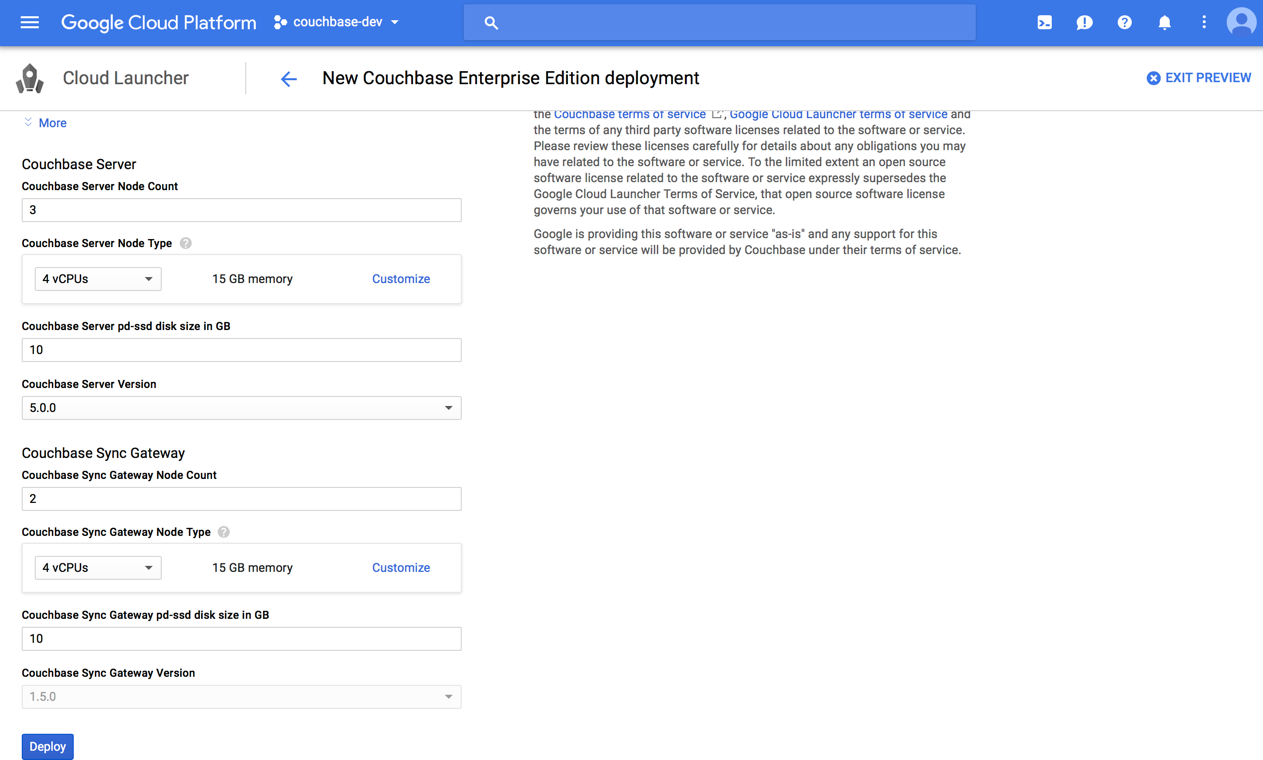 Google Cloud Platform
couchbase-dev
Cloud Launcher
New Couchbase Enterprise Edition deployment
EXIT PREVIEW
More
Couchbase Server
Couchbase Server Node Count
3
Couchbase Server Node Type
4 vCPUs
15 GB memory
Customize
Couchbase Server pd-ssd disk size in GB
10
Couchbase Server Version
5.0.0
Couchbase Sync Gateway
Couchbase Sync Gateway Node Count
2
Couchbase Sync Gateway Node Type
4 vCPUs
15 GB memory
Customize
Couchbase Sync Gateway pd-ssd disk size in GB
10
Couchbase Sync Gateway Version
1.5.0
Deploy
the Couchbase terms of service , Google Cloud Launcher terms of service and
the terms of any third party software licenses related to the software or service.
Please review these licenses carefully for details about any obligations you may
have related to the software or service. To the limited extent an open source
software license related to the software or service expressly supersedes the
Google Cloud Launcher Terms of Service, that open source software license
governs your use of that software or service.
Google is providing this software or service "as-is" and any support for this
software or service will be provided by Couchbase under their terms of service.